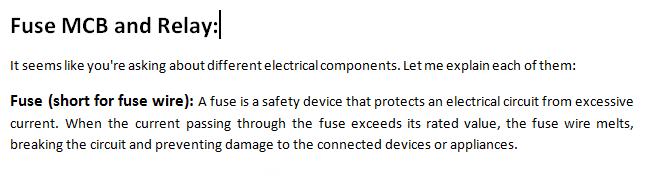 Fuse MCB and Relay:
It seems like you're asking about different electrical components. Let me explain each of them:
Fuse (short for fuse wire): A fuse is a safety device that protects an electrical circuit from excessive
current. When the current passing through the fuse exceeds its rated value, the fuse wire melts,
breaking the circuit and preventing damage to the connected devices or appliances.